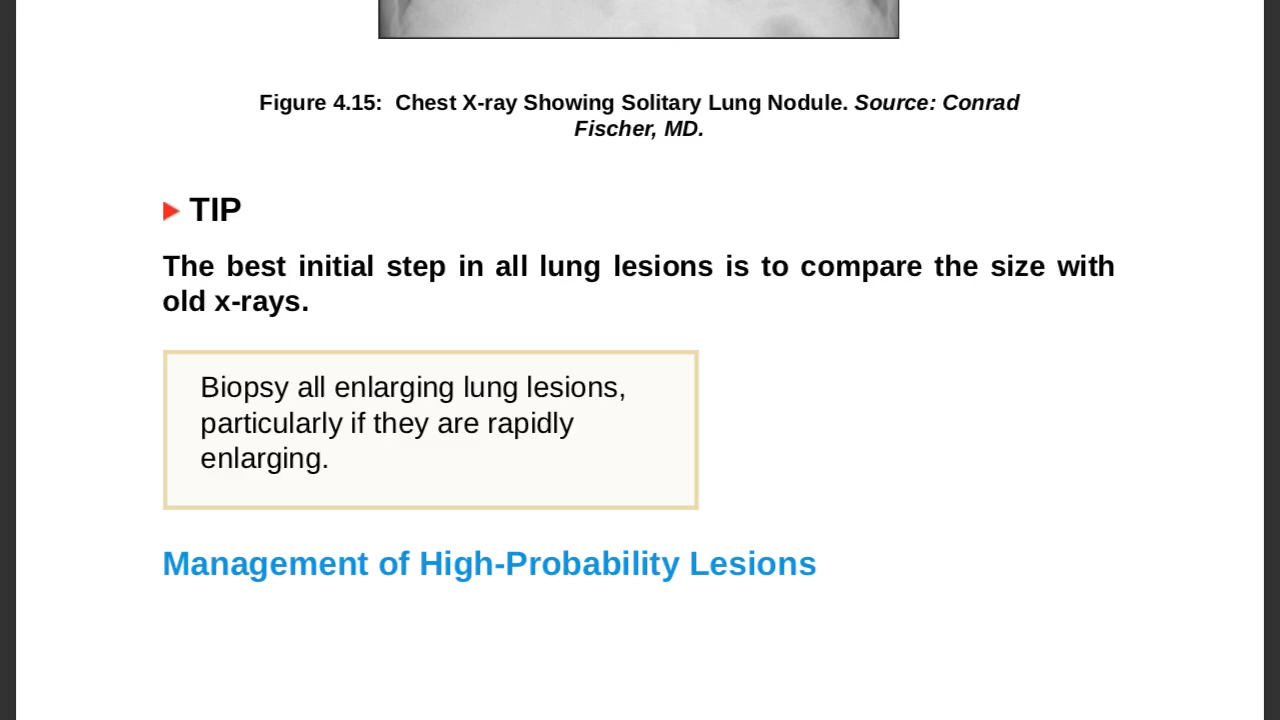 Figure 4.15: Chest X-ray Showing Solitary Lung Nodule. Source: Conrad
Fischer, MD.
TIP
The best initial step in all lung lesions is to compare the size with
old x-rays.
Biopsy all enlarging lung lesions,
particularly if they are rapidly
enlarging.
Management of High-Probability Lesions